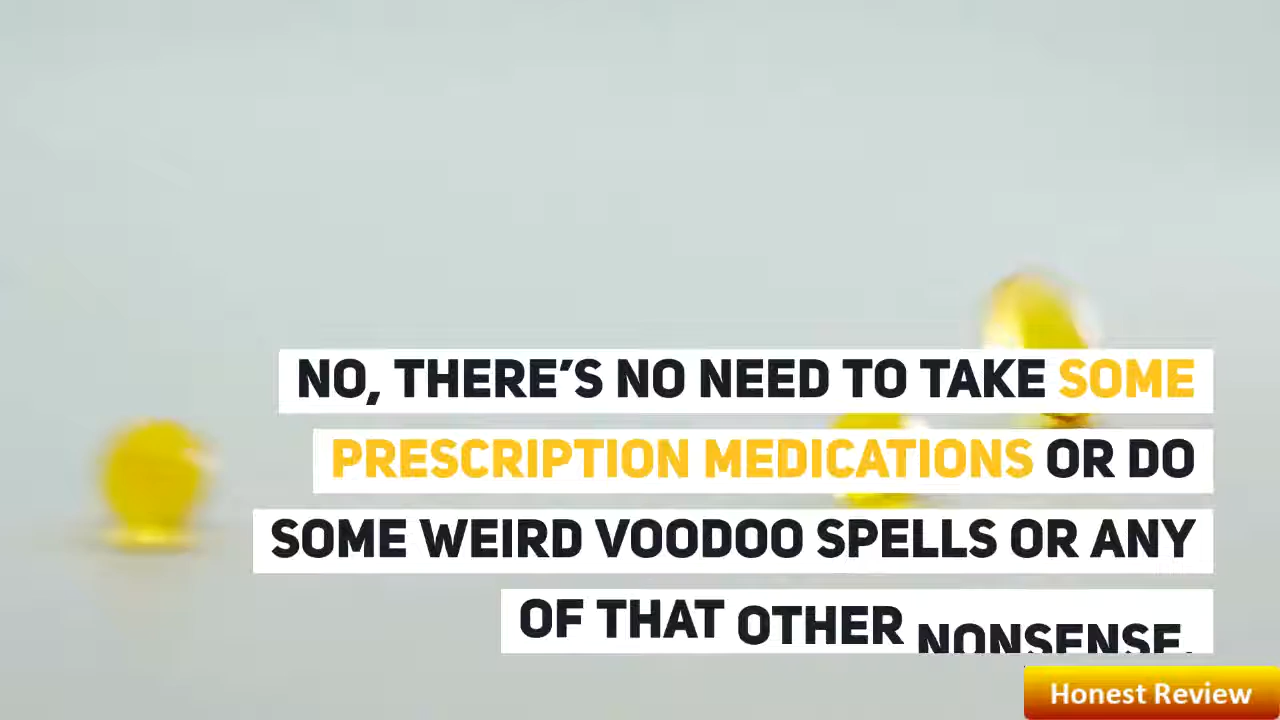 NO, THERE'S NO NEED TO TAKE SOME
PRESCRIPTION MEDICATIONS OR DO
SOME WEIRD VOODOO SPELLS OR ANY
OF THAT OTHER NONSENSE.
Honest Review